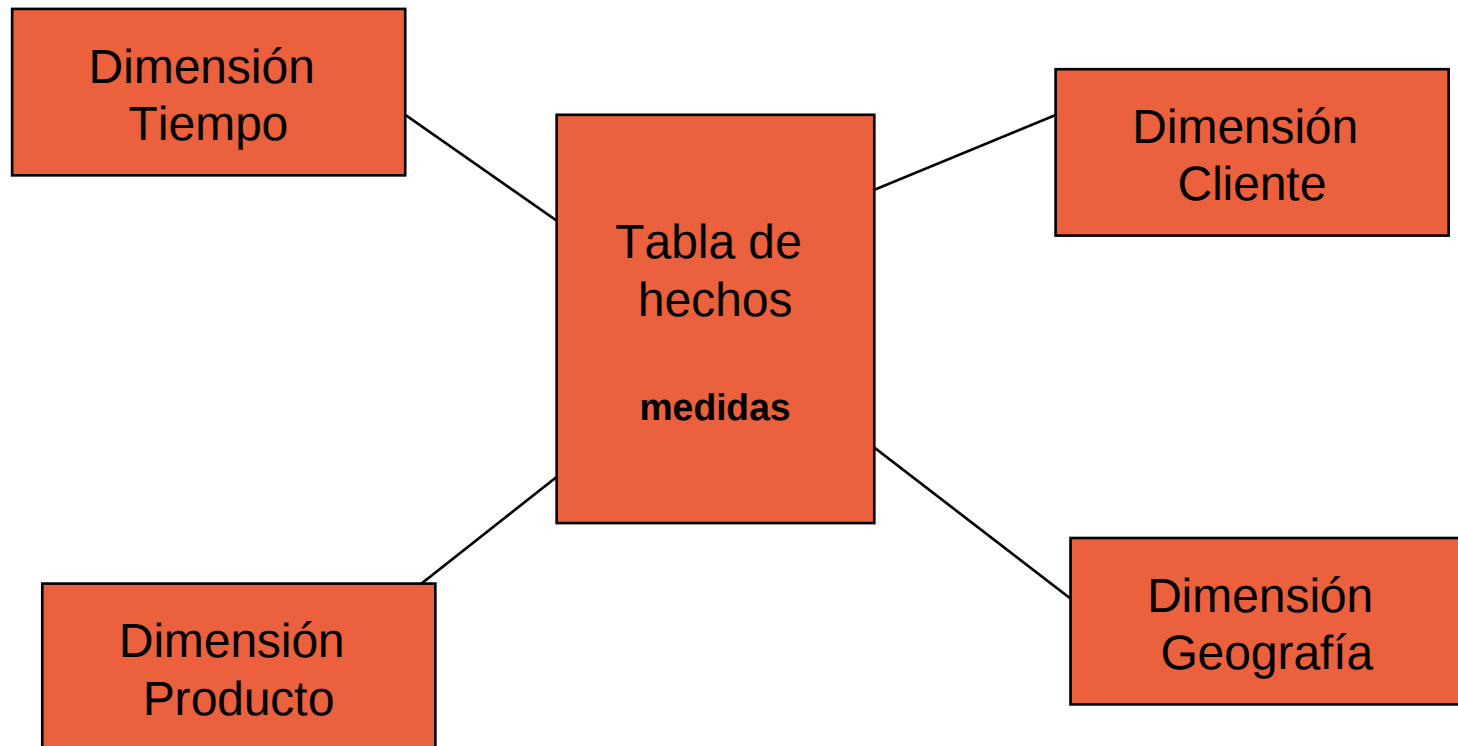 Dimensión
Tiempo
Dimensión
Cliente
Tabla de
hechos
medidas
Dimensión
Producto
Dimensión
Geografía